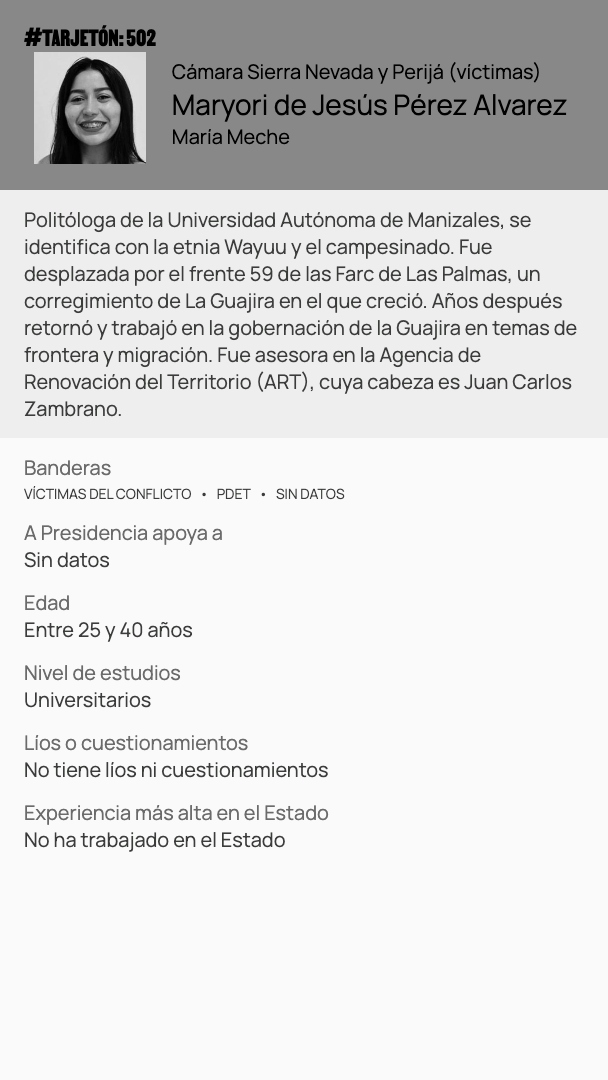 #TARJETÓN: 502
Cámara Sierra Nevada y Perijá (víctimas)
Maryori de Jesús Pérez Alvarez
María Meche
Politóloga de la Universidad Autónoma de Manizales, se
identifica con la etnia Wayuu y el campesinado. Fue
desplazada por el frente 59 de las Farc de Las Palmas, un
corregimiento de La Guajira en el que creció. Años después
retornó y trabajó en la gobernación de la Guajira en temas de
frontera y migración. Fue asesora en la Agencia de
Renovación del Territorio (ART), cuya cabeza es Juan Carlos
Zambrano.
Banderas
VÍCTIMAS DEL CONFLICTO • PDET • SIN DATOS
A Presidencia apoya a
Sin datos
Edad
Entre 25 y 40 años
Nivel de estudios
Universitarios
Líos o cuestionamientos
No tiene líos ni cuestionamientos
Experiencia más alta en el Estado
No ha trabajado en el Estado